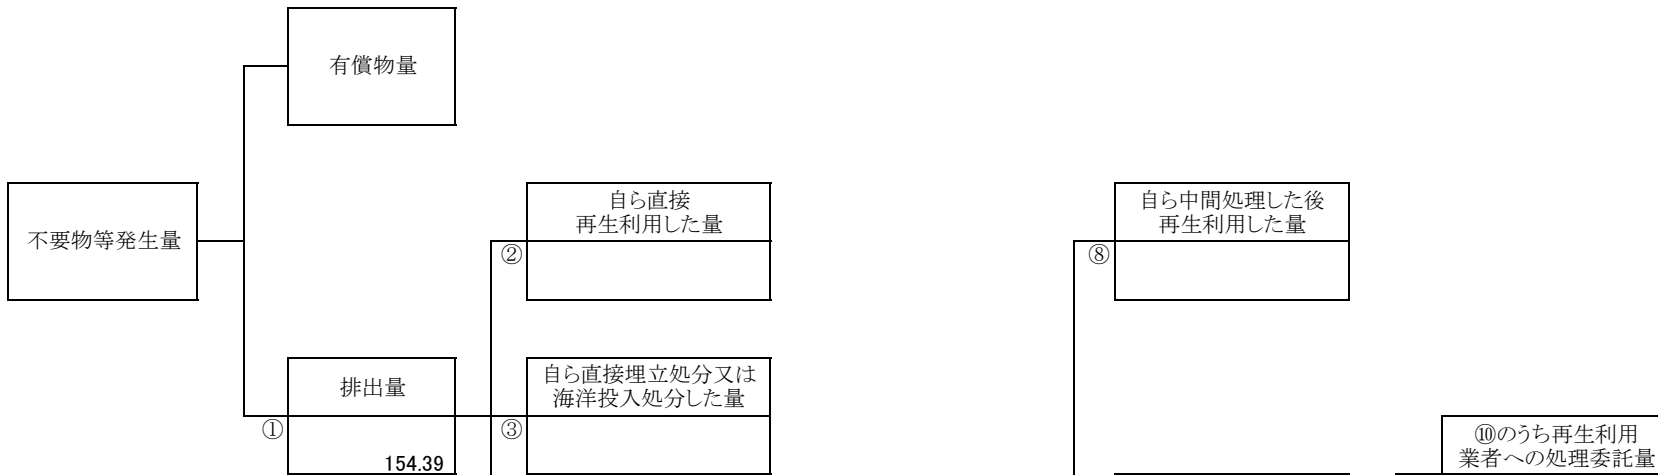 有償物量
不要物等発生量
自ら直接
再生利用した量
②
自ら中間処理した後
再生利用した量
⑧
排出量
①
154.39
自ら直接埋立処分又は
海洋投入処分した量
③
⑩のうち再生利用
業者への処理委託量